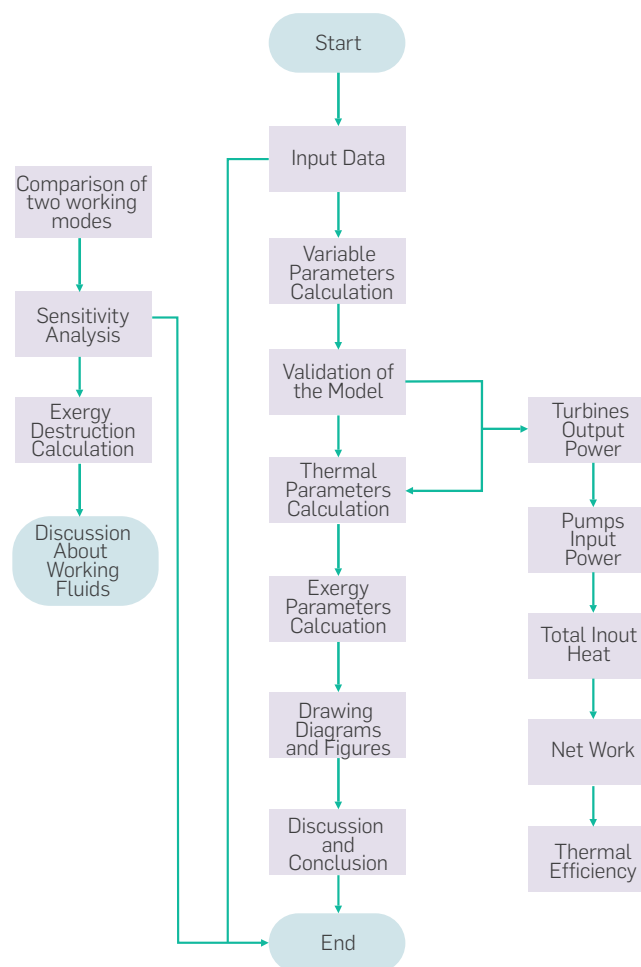 Start
Input Data
Variable
Parameters
Calculation
Validation of
the Model
Thermal
Parameters
Calculation
Exergy
Parameters
Calcuation
Drawing
Diagrams
and Figures
Discussion
and
Conclusion
End
Comparison of
two working
modes
Sensitivity
Analysis
Exergy
Destruction
Calculation
Discussion
About
Working
Fluids
Turbines
Output
Power
Pumps
Input
Power
Total Inout
Heat
Net Work
Thermal
Efficiency